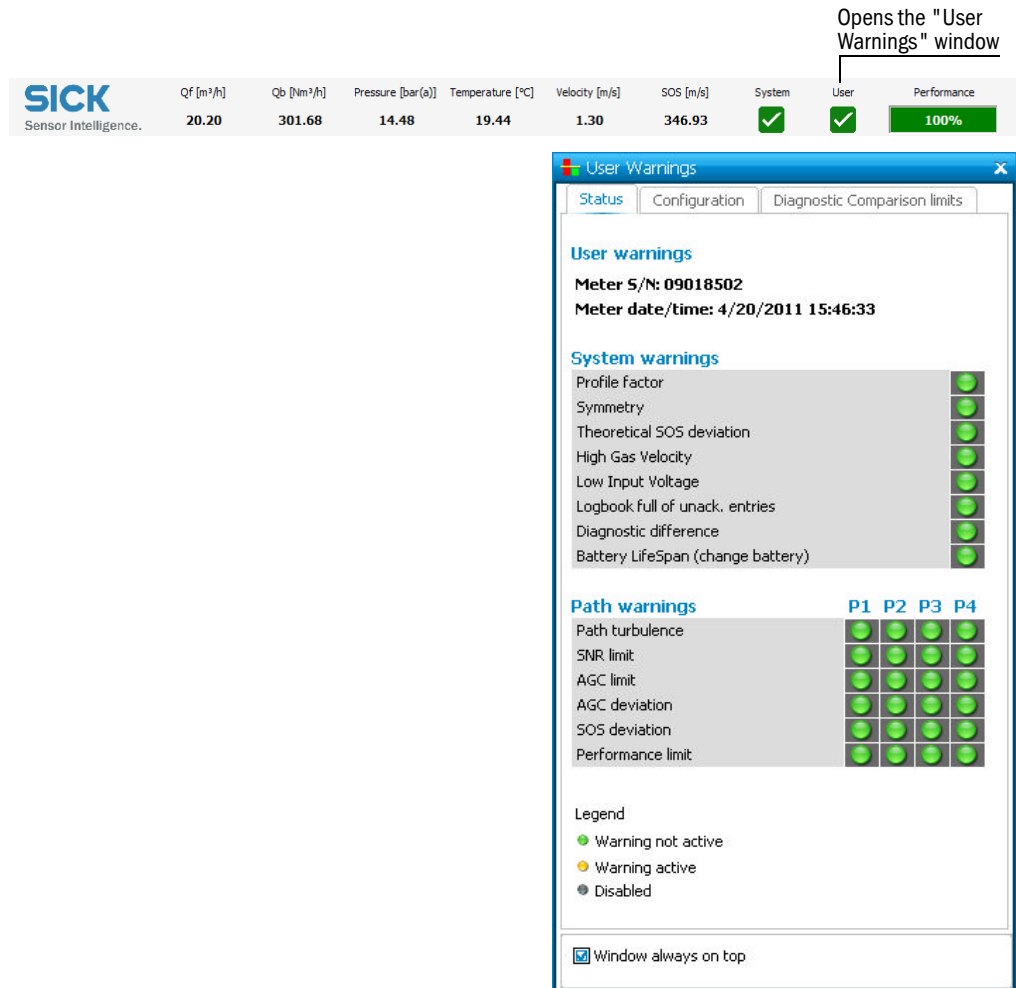 Opens the "User
Warnings" window
SICK
Sensor Intelligence.
Qf [m³/h] Qb [Nm³/h] Pressure [bar(a)] Temperature [°C] Velocity [m/s] SOS [m/s] System User Performance
20.20 301.68 14.48 19.44 1.30 346.93 100%
User Warnings x
Status Configuration Diagnostic Comparison limits
User warnings
Meter S/N: 09018502
Meter date/time: 4/20/2011 15:46:33
System warnings
Profile factor
Symmetry
Theoretical SOS deviation
High Gas Velocity
Low Input Voltage
Logbook full of unack. entries
Diagnostic difference
Battery LifeSpan (change battery)
Path warnings P1 P2 P3 P4
Path turbulence
SNR limit
AGC limit
AGC deviation
SOS deviation
Performance limit
Legend
Warning not active
Warning active
Disabled
Window always on top